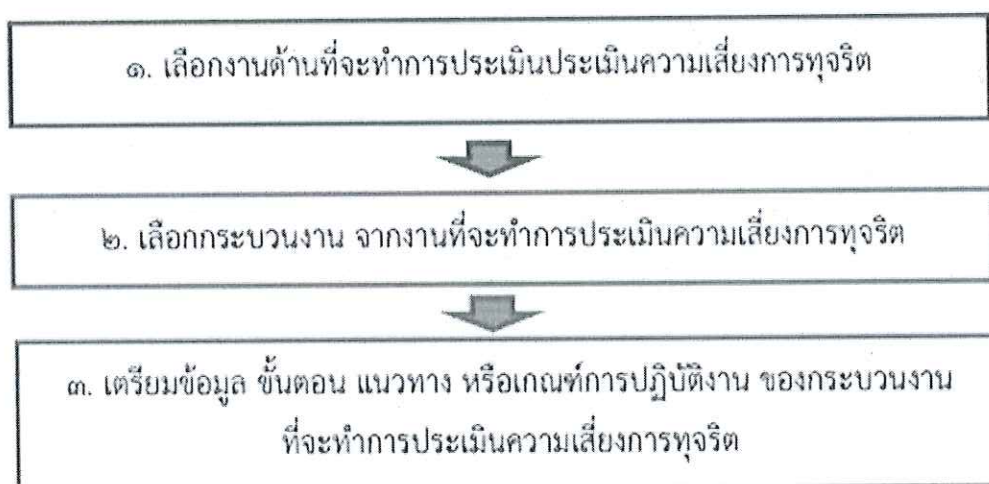 ๑. เลือกงานด้านที่จะทำการประเมินประเมินความเสี่ยงการทุจริต
๒. เลือกกระบวนงาน จากงานที่จะทำการประเมินความเสี่ยงการทุจริต
๓. เตรียมข้อมูล ขั้นตอน แนวทาง หรือเกณฑ์การปฏิบัติงาน ของกระบวนงาน
ที่จะทำการประเมินความเสี่ยงการทุจริต